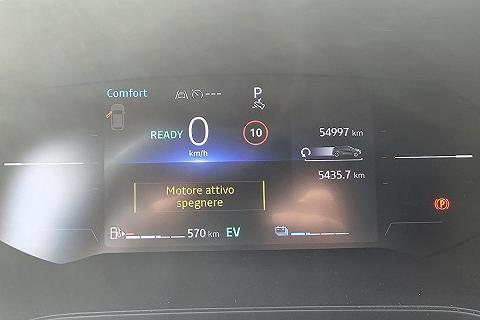 Comfort
---
P
READY 0 10
km/h
54997 km
5435.7 km
Motore attivo
spegnere
570 km EV
P